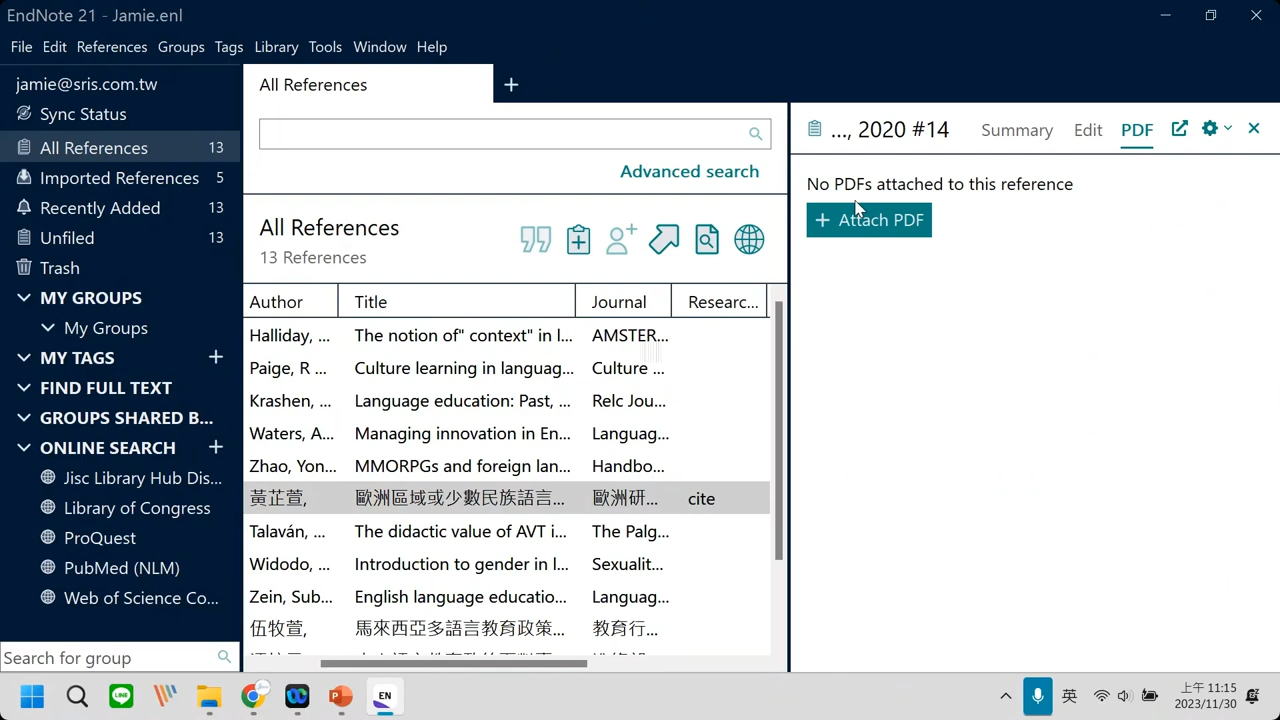 EndNote 21 - Jamie.enl
File Edit References Groups Tags Library Tools Window Help
jamie@sris.com.tw
Sync Status
All References 13
Imported References 5
Recently Added 13
Unfiled 13
Trash
MY GROUPS
My Groups
MY TAGS
FIND FULL TEXT
GROUPS SHARED B...
ONLINE SEARCH
Jisc Library Hub Dis...
Library of Congress
ProQuest
PubMed (NLM)
Web of Science Co...
Search for group
All References
Advanced search
All References
13 References
Author Title Journal Researc...
Halliday, ... The notion of" context" in l... AMSTER...
Paige, R ... Culture learning in languag... Culture ...
Krashen, ... Language education: Past, ... Relc Jou...
Waters, A... Managing innovation in En... Languag...
Zhao, Yon... MMORPGs and foreign lan... Handbo...
黃芷萱, 歐洲區域或少數民族語言... 歐洲研... cite
Talaván, ... The didactic value of AVT i... The Palg...
Widodo, ... Introduction to gender in l... Sexualit...
Zein, Sub... English language educatio... Languag...
伍牧萱, 馬來西亞多語言教育政策... 教育行...
..., 2020 #14 Summary Edit PDF
No PDFs attached to this reference
+ Attach PDF
EN
英
上午 11:15
2023/11/30